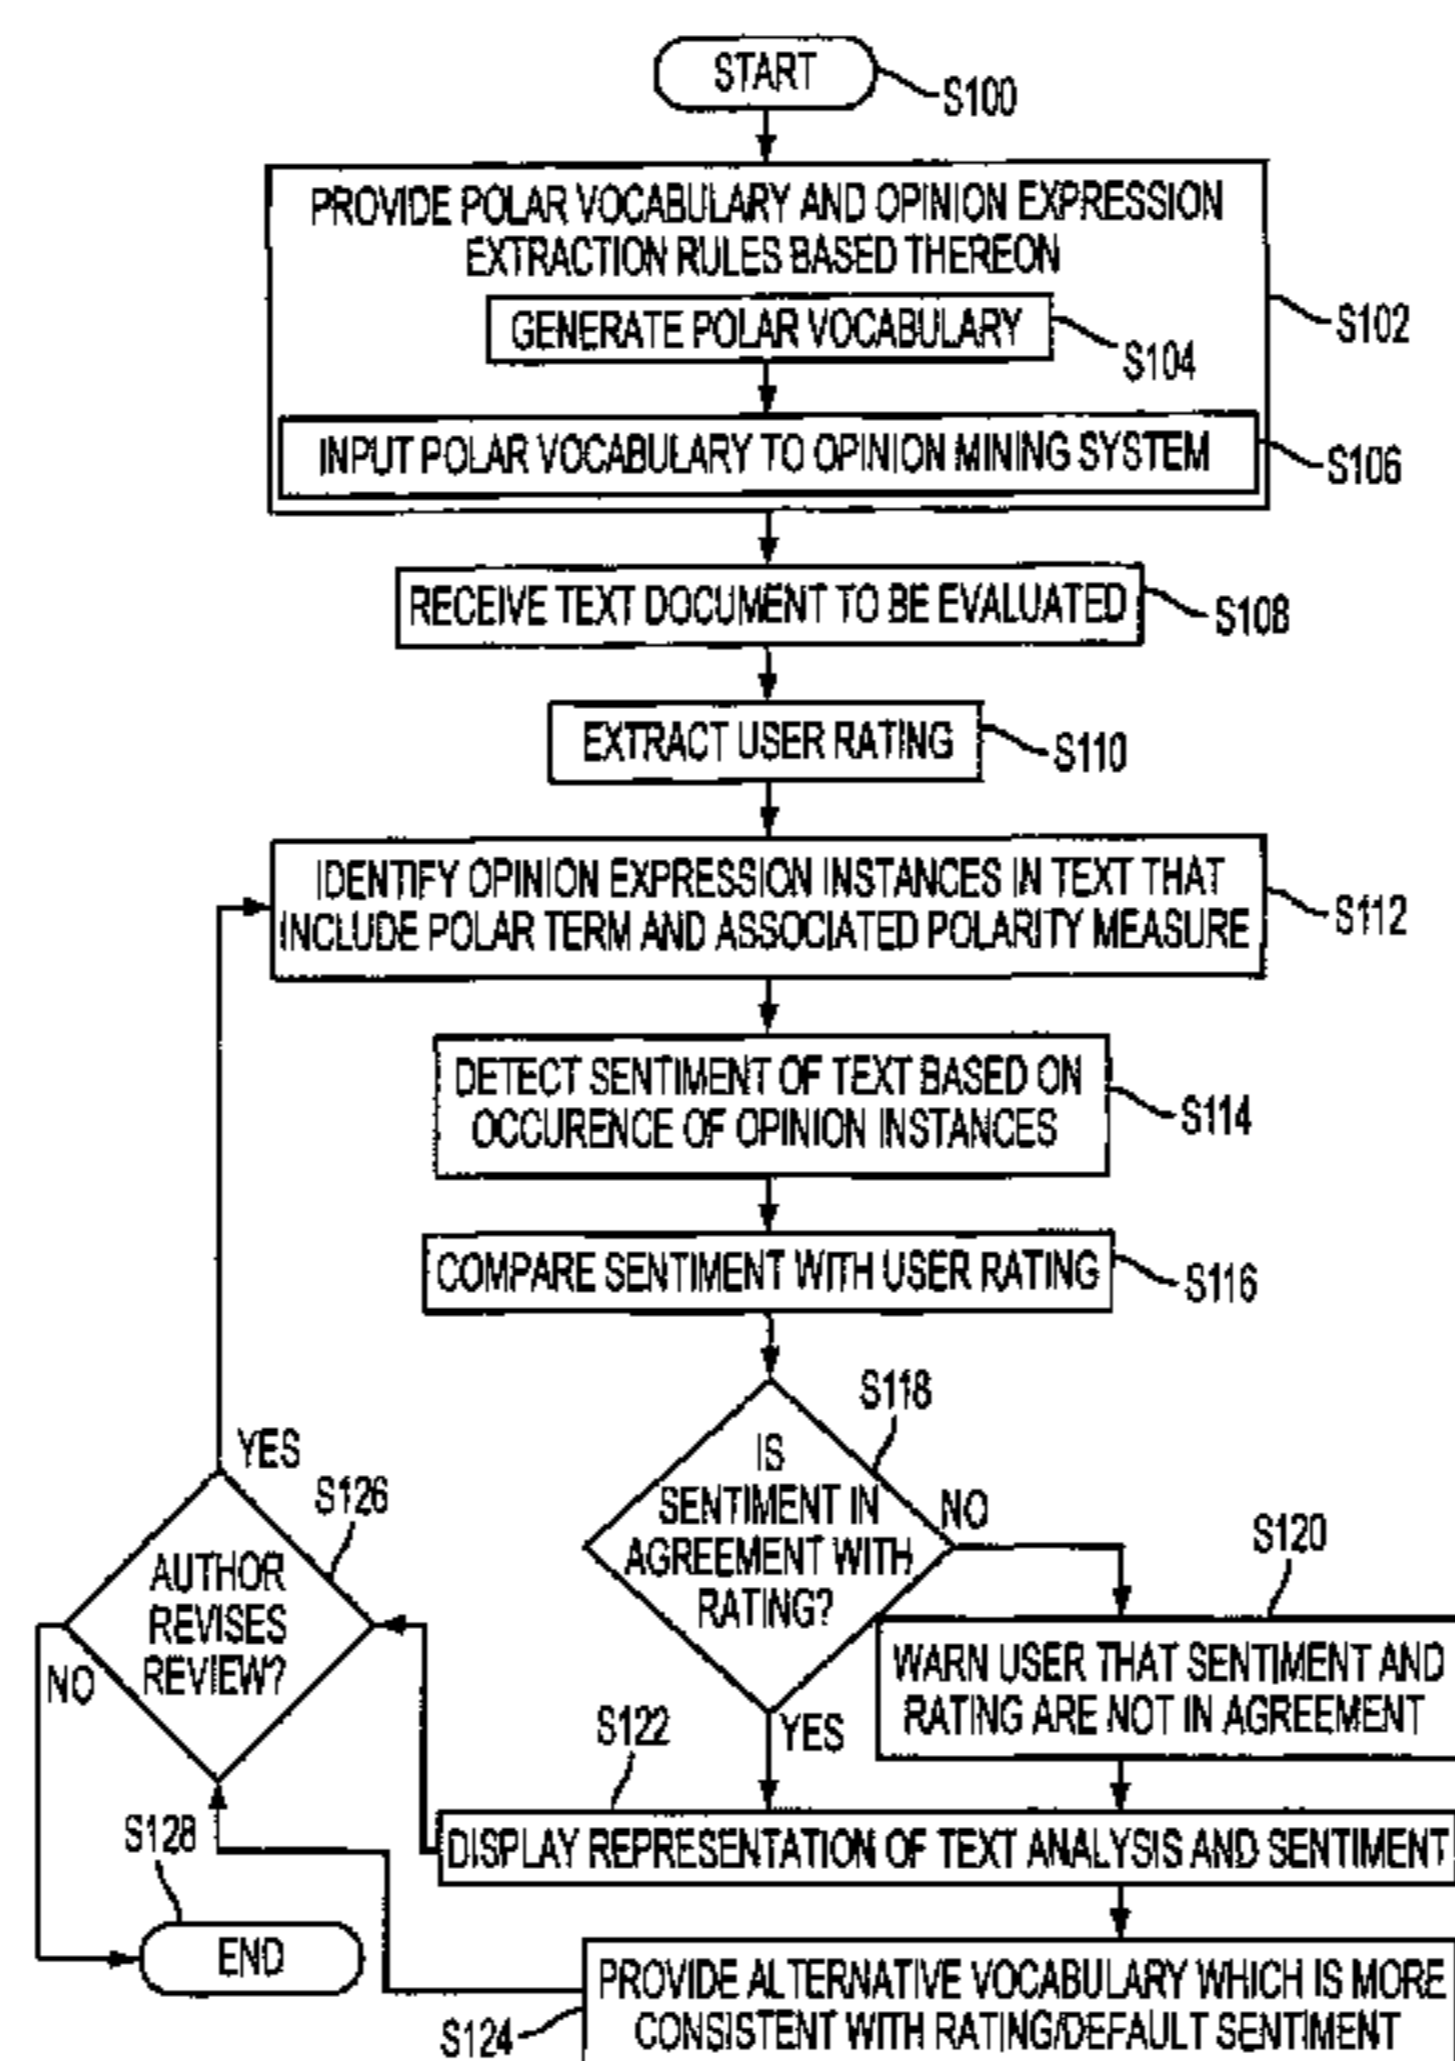 START
S100
PROVIDE POLAR VOCABULARY AND OPINION EXPRESSION
EXTRACTION RULES BASED THEREON
S102
GENERATE POLAR VOCABULARY
S104
INPUT POLAR VOCABULARY TO OPINION MINING SYSTEM
S106
RECEIVE TEXT DOCUMENT TO BE EVALUATED
S108
EXTRACT USER RATING
S110
IDENTIFY OPINION EXPRESSION INSTANCES IN TEXT THAT
INCLUDE POLAR TERM AND ASSOCIATED POLARITY MEASURE
S112
DETECT SENTIMENT OF TEXT BASED ON
OCCURENCE OF OPINION INSTANCES
S114
COMPARE SENTIMENT WITH USER RATING
S116
S118
IS
SENTIMENT IN
AGREEMENT WITH
RATING?
NO
YES
S120
WARN USER THAT SENTIMENT AND
RATING ARE NOT IN AGREEMENT
S122
DISPLAY REPRESENTATION OF TEXT ANALYSIS AND SENTIMENT
PROVIDE ALTERNATIVE VOCABULARY WHICH IS MORE
CONSISTENT WITH RATING/DEFAULT SENTIMENT
S124
YES
S126
AUTHOR
REVISES
REVIEW?
NO
S128
END